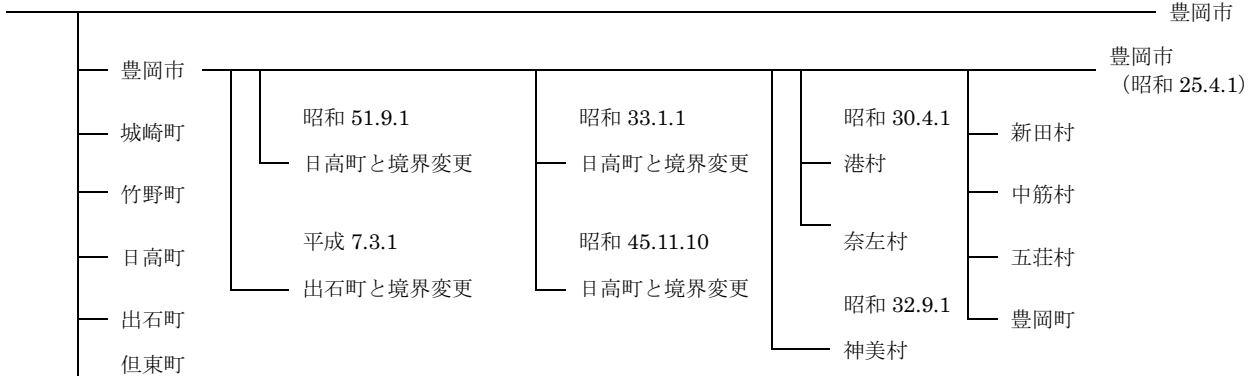 豊岡市
豊岡市
城崎町
竹野町
日高町
出石町
但東町
昭和 51.9.1
日高町と境界変更
平成 7.3.1
出石町と境界変更
昭和 33.1.1
日高町と境界変更
昭和 45.11.10
日高町と境界変更
昭和 30.4.1
港村
奈左村
昭和 32.9.1
神美村
新田村
中筋村
五荘村
豊岡町
豊岡市
（昭和 25.4.1）